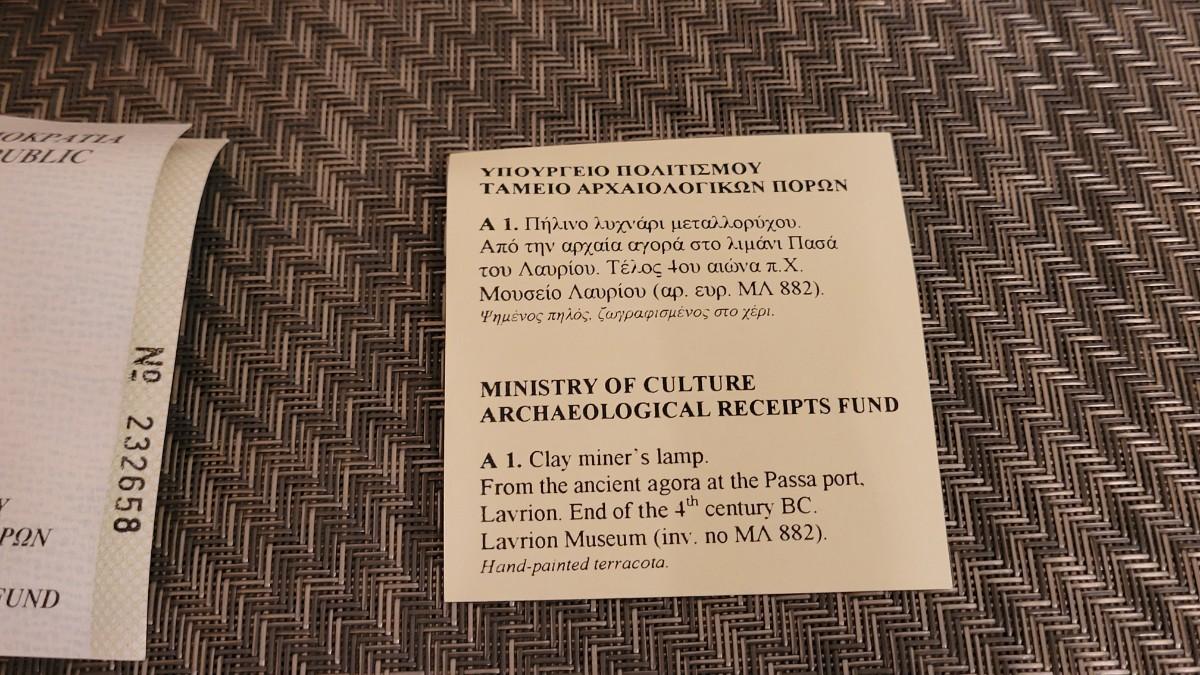 ΥΠΟΥΡΓΕΙΟ ΠΟΛΙΤΙΣΜΟΥ
ΤΑΜΕΙΟ ΑΡΧΑΙΟΛΟΓΙΚΩΝ ΠΟΡΩΝ
Α 1. Πήλινο λυχνάρι μεταλλορύχου.
Από την αρχαία αγορά στο λιμάνι Πασά
του Λαυρίου. Τέλος 4ου αιώνα π.Χ.
Μουσείο Λαυρίου (αρ. ευρ. ΜΛ 882).
Ψημένος πηλός, ζωγραφισμένος στο χέρι.
MINISTRY OF CULTURE
ARCHAEOLOGICAL RECEIPTS FUND
A 1. Clay miner's lamp.
From the ancient agora at the Passa port,
Lavrion. End of the 4th century BC.
Lavrion Museum (inv. no ΜΛ 882).
Hand-painted terracota.
№ 232658
FUND